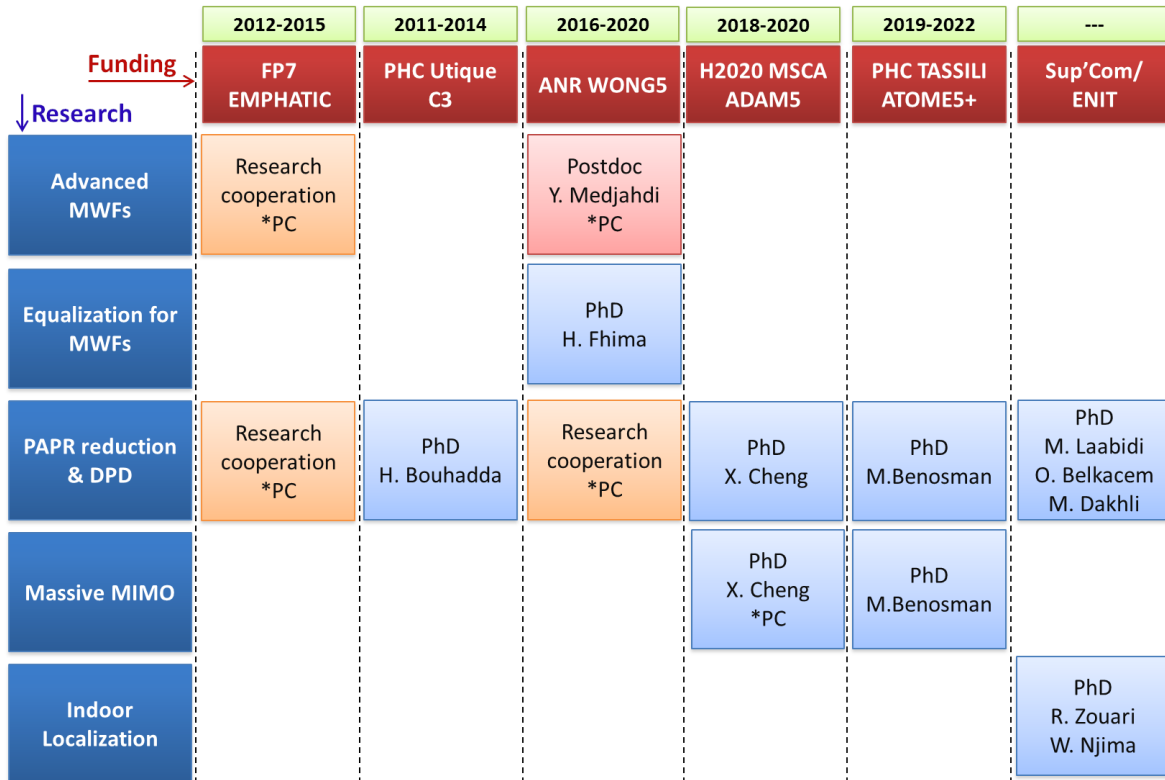 2012-2015
2011-2014
2016-2020
2018-2020
2019-2022
---
Funding
FP7
EMPHATIC
PHC Utique
C3
ANR WONG5
H2020 MSCA
ADAM5
PHC TASSILI
ATOME5+
Sup’Com/
ENIT
Research
Advanced
MWFs
Research
cooperation
*PC
Postdoc
Y. Medjahdi
*PC
Equalization for
MWFs
PhD
H. Fhima
PAPR reduction
& DPD
Research
cooperation
*PC
PhD
H. Bouhadda
Research
cooperation
*PC
PhD
X. Cheng
PhD
M.Benosman
PhD
M. Laabidi
O. Belkacem
M. Dakhli
Massive MIMO
PhD
X. Cheng
*PC
PhD
M.Benosman
Indoor
Localization
PhD
R. Zouari
W. Njima